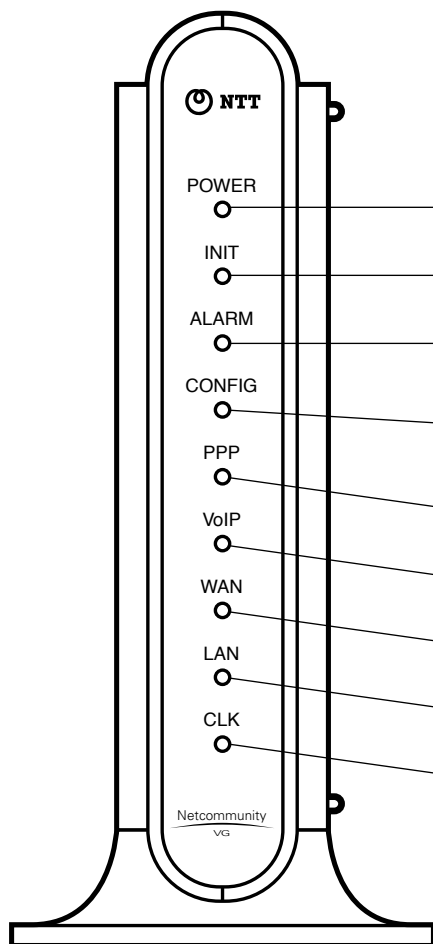 NTT
POWER
INIT
ALARM
CONFIG
PPP
VoIP
WAN
LAN
CLK
Netcommunity
VG